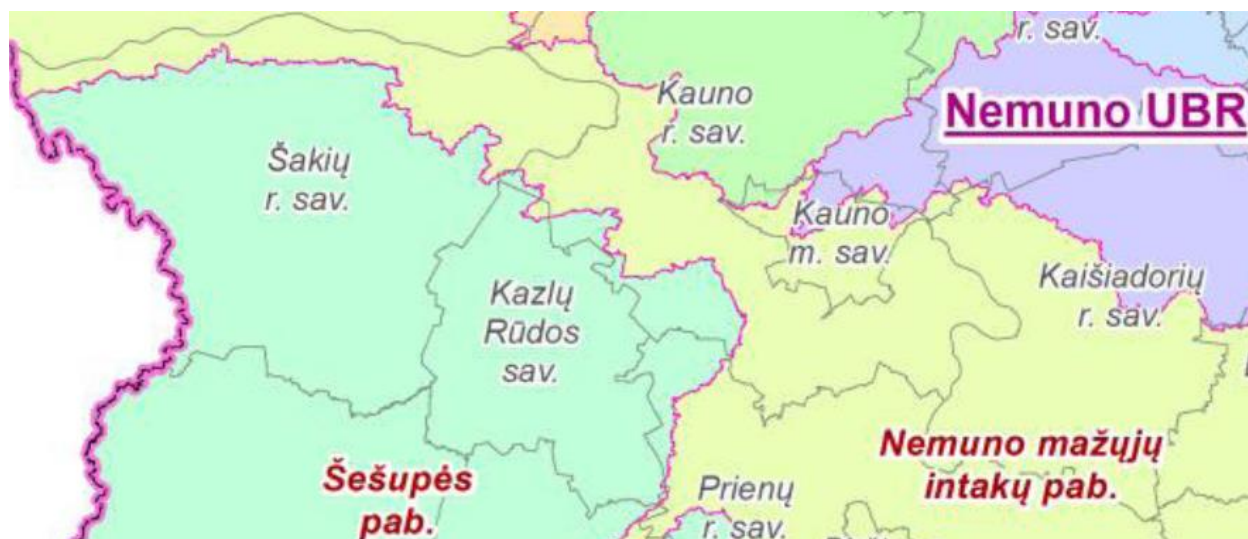 r. sav.
Kauno
r. sav.
Nemuno UBR
Šakių
r. sav.
Kauno
m. sav.
Kaišiadorių
r. sav.
Kazlų
Rūdos
sav.
Nemuno mažųjų
intakų pab.
Šešupės
pab.
Prienų
r. sav.